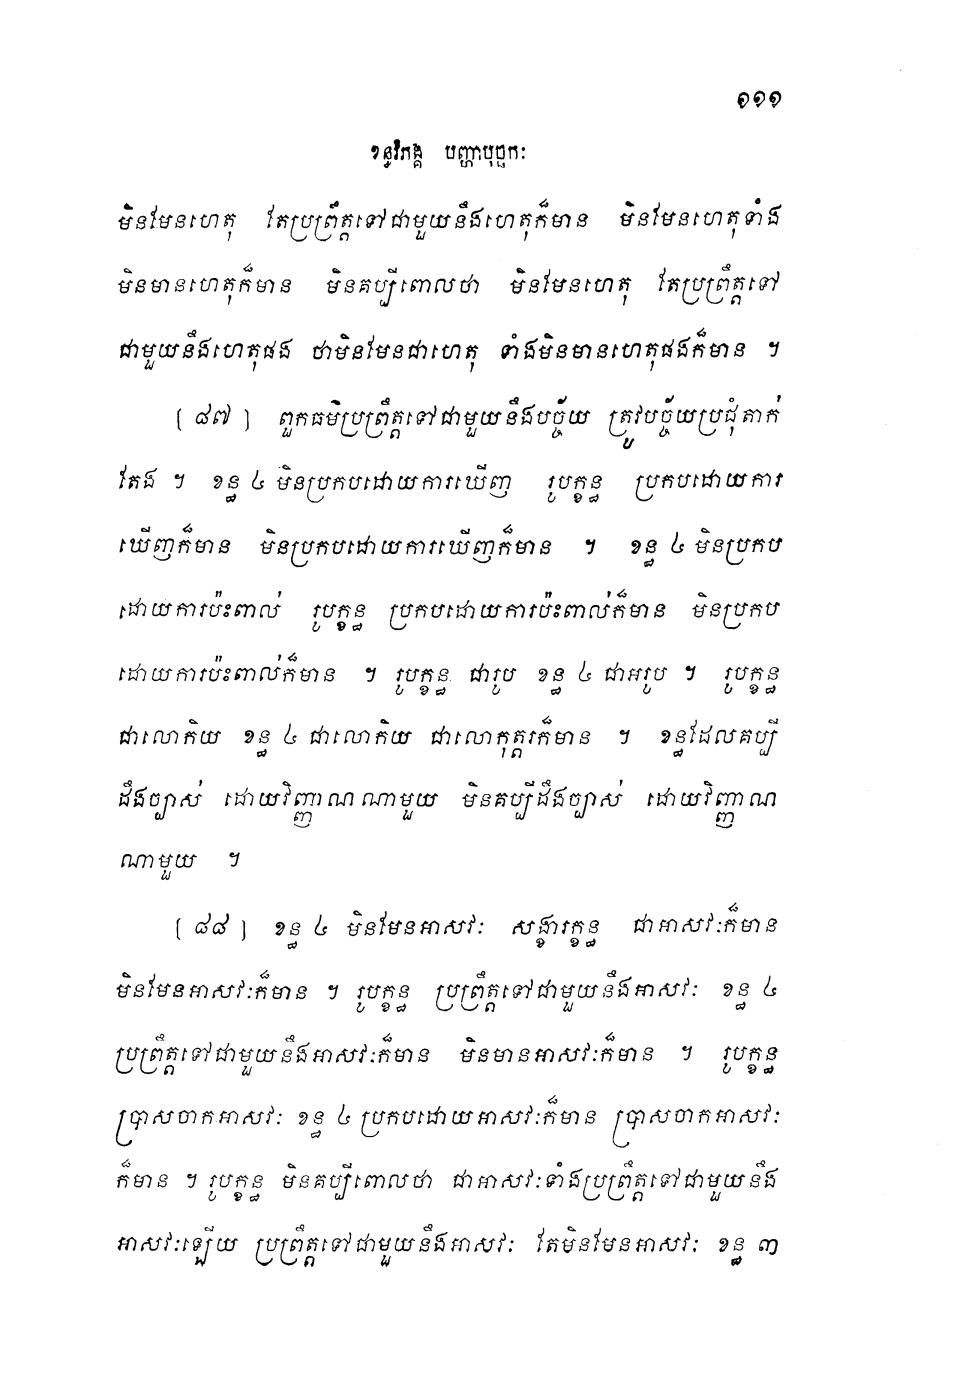 ១១១
ខន្ធវិភង្គ បញ្ហាបុច្ឆកៈ
មិនមែនហេតុ តែប្រព្រឹត្តទៅជាមួយនឹងហេតុក៏មាន មិនមែនហេតុទាំង
មិនមានហេតុក៏មាន មិនគប្បីពោលថា មិនមែនហេតុ តែប្រព្រឹត្តទៅ
ជាមួយនឹងហេតុផង ថាមិនមែនជាហេតុ ទាំងមិនមានហេតុផងក៏មាន ។
[ ៨៧ ] ពួកធម៌ប្រព្រឹត្តទៅជាមួយនឹងបច្ច័យ ត្រូវបច្ច័យប្រជុំតាក់
តែង ។ ខន្ធ ៤ មិនប្រកបដោយការឃើញ រូបក្ខន្ធ ប្រកបដោយការ
ឃើញក៏មាន មិនប្រកបដោយការឃើញក៏មាន ។ ខន្ធ ៤ មិនប្រកប
ដោយការប៉ះពាល់ រូបក្ខន្ធ ប្រកបដោយការប៉ះពាល់ក៏មាន មិនប្រកប
ដោយការប៉ះពាល់ក៏មាន ។ រូបក្ខន្ធ ជារូប ខន្ធ ៤ ជាអរូប ។ រូបក្ខន្ធ
ជាលោកិយ ខន្ធ ៤ ជាលោកិយ ជាលោកុត្តរក៏មាន ។ ខន្ធដែលគប្បី
ដឹងច្បាស់ ដោយវិញ្ញាណណាមួយ មិនគប្បីដឹងច្បាស់ ដោយវិញ្ញាណ
ណាមួយ ។
[ ៨៨ ] ខន្ធ ៤ មិនមែនអាសវៈ សង្ខារក្ខន្ធ ជាអាសវៈក៏មាន
មិនមែនអាសវៈក៏មាន ។ រូបក្ខន្ធ ប្រព្រឹត្តទៅជាមួយនឹងអាសវៈ ខន្ធ ៤
ប្រព្រឹត្តទៅជាមួយនឹងអាសវៈក៏មាន មិនមានអាសវៈក៏មាន ។ រូបក្ខន្ធ
ប្រាសចាកអាសវៈ ខន្ធ ៤ ប្រកបដោយអាសវៈក៏មាន ប្រាសចាកអាសវៈ
ក៏មាន ។ រូបក្ខន្ធ មិនគប្បីពោលថា ជាអាសវៈទាំងប្រព្រឹត្តទៅជាមួយនឹង
អាសវៈឡើយ ប្រព្រឹត្តទៅជាមួយនឹងអាសវៈ តែមិនមែនអាសវៈ ខន្ធ ៣